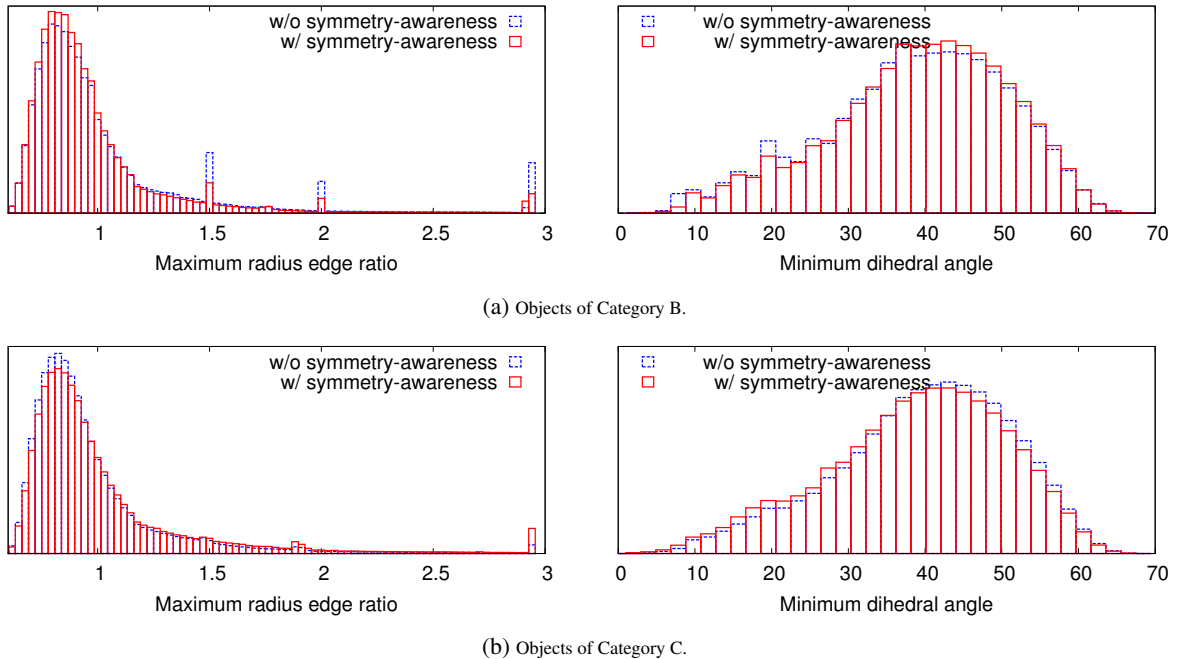 w/o symmetry-awareness
w/ symmetry-awareness
1 1.5 2 2.5 3
Maximum radius edge ratio
w/o symmetry-awareness
w/ symmetry-awareness
0 10 20 30 40 50 60 70
Minimum dihedral angle
(a) Objects of Category B.
w/o symmetry-awareness
w/ symmetry-awareness
1 1.5 2 2.5 3
Maximum radius edge ratio
w/o symmetry-awareness
w/ symmetry-awareness
0 10 20 30 40 50 60 70
Minimum dihedral angle
(b) Objects of Category C.